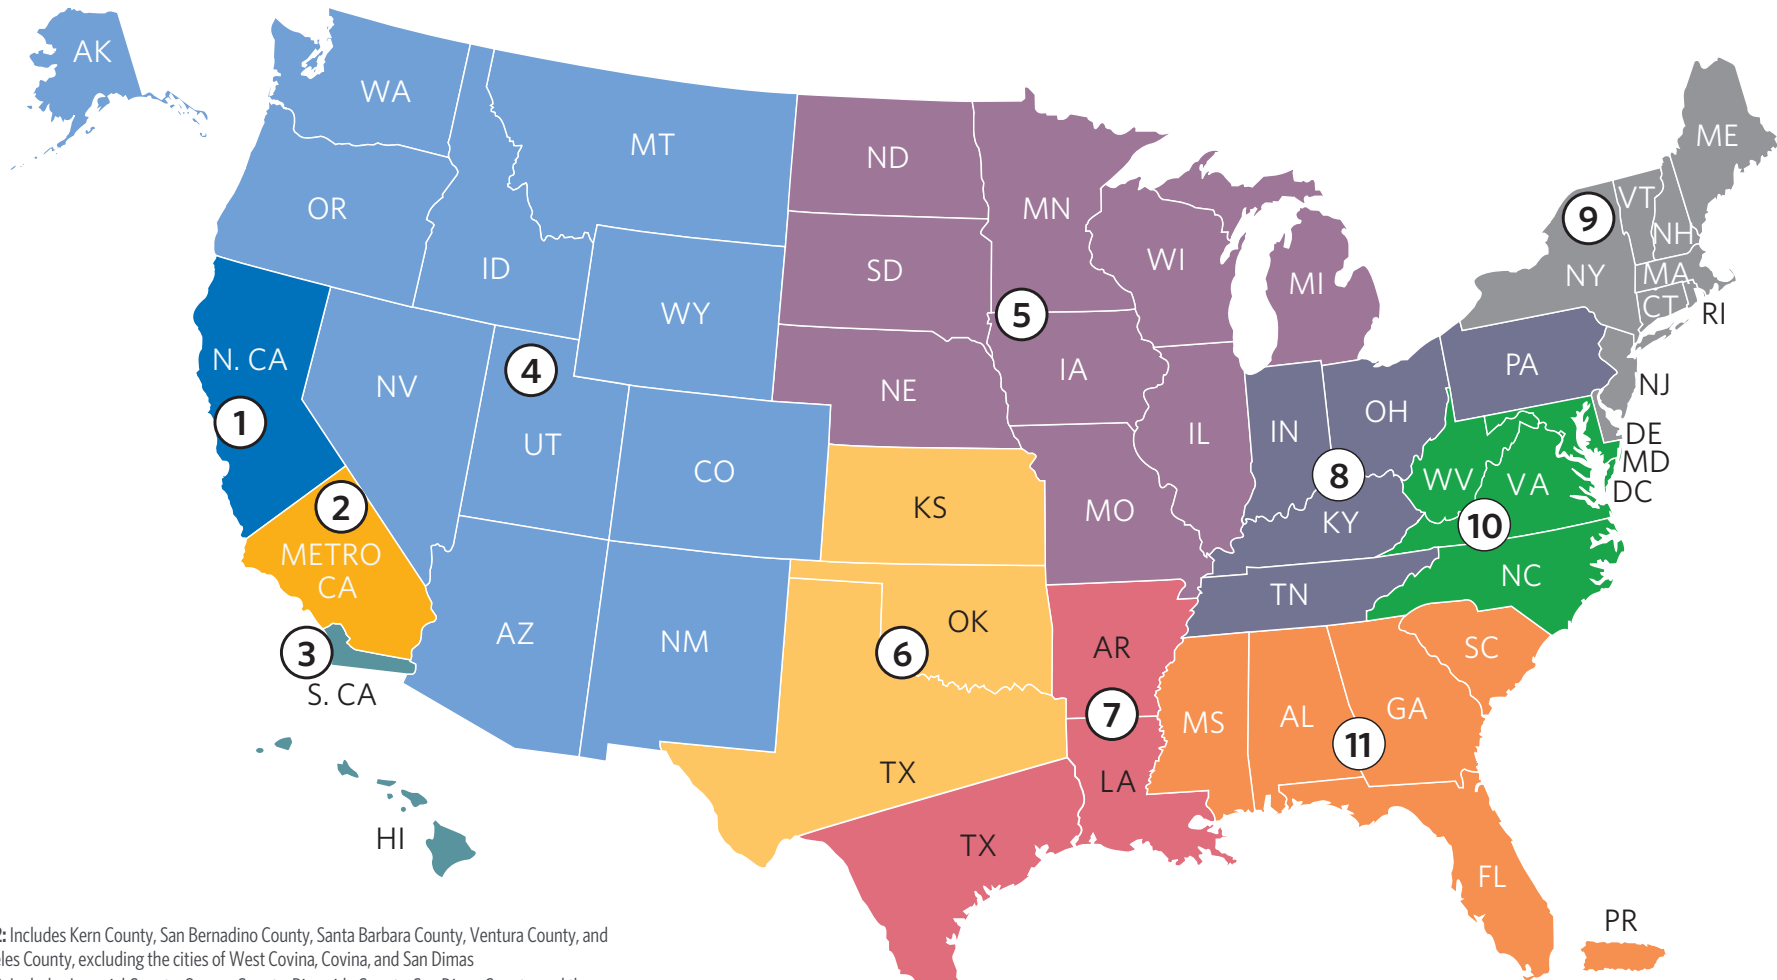 AK
WA
MT
ND
MN
ME
OR
ID
SD
WI
MI
VT
NH
9
NY
MA
CT
RI
WY
5
N. CA
1
NV
4
UT
CO
NE
IA
IL
IN
OH
PA
NJ
DE
MD
DC
2
METRO
CA
KS
MO
8
KY
WV
VA
10
NC
TN
3
S. CA
AZ
NM
OK
6
AR
7
LA
MS
AL
GA
SC
11
TX
TX
HI
FL
PR
2: Includes Kern County, San Bernadino County, Santa Barbara County, Ventura County, and
les County, excluding the cities of West Covina, Covina, and San Dimas